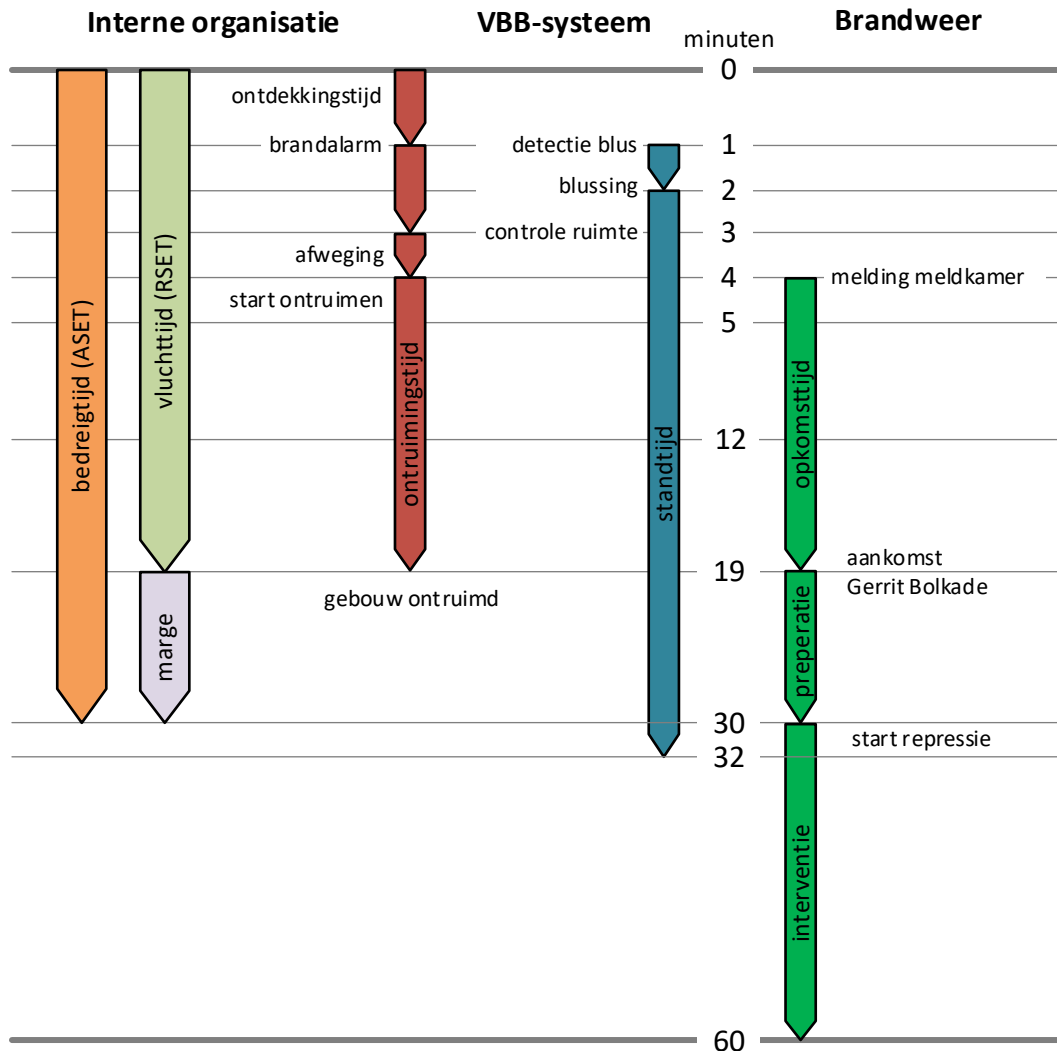 Interne organisatie
VBB-systeem
Brandweer
minuten
0
ontdekkingstijd
brandalarm
detectie blus
1
blussing
2
controle ruimte
3
afweging
4
melding meldkamer
start ontruimen
5
bedreigtijd (ASET)
vluchttijd (RSET)
ontruimingstijd
standtijd
opkomsttijd
12
19
aankomst
Gerrit Bolkade
gebouw ontruimd
marge
preperatie
30
start repressie
32
interventie
60